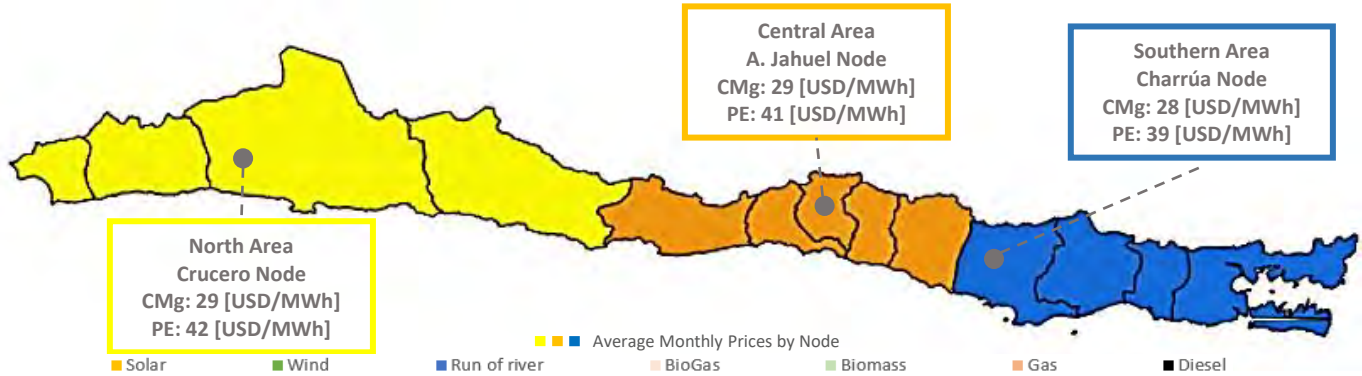 Central Area
A. Jahuel Node
CMg: 29 [USD/MWh]
PE: 41 [USD/MWh]
Southern Area
Charrúa Node
CMg: 28 [USD/MWh]
PE: 39 [USD/MWh]
North Area
Crucero Node
CMg: 29 [USD/MWh]
PE: 42 [USD/MWh]
Average Monthly Prices by Node
Solar Wind Run of river BioGas Biomass Gas Diesel